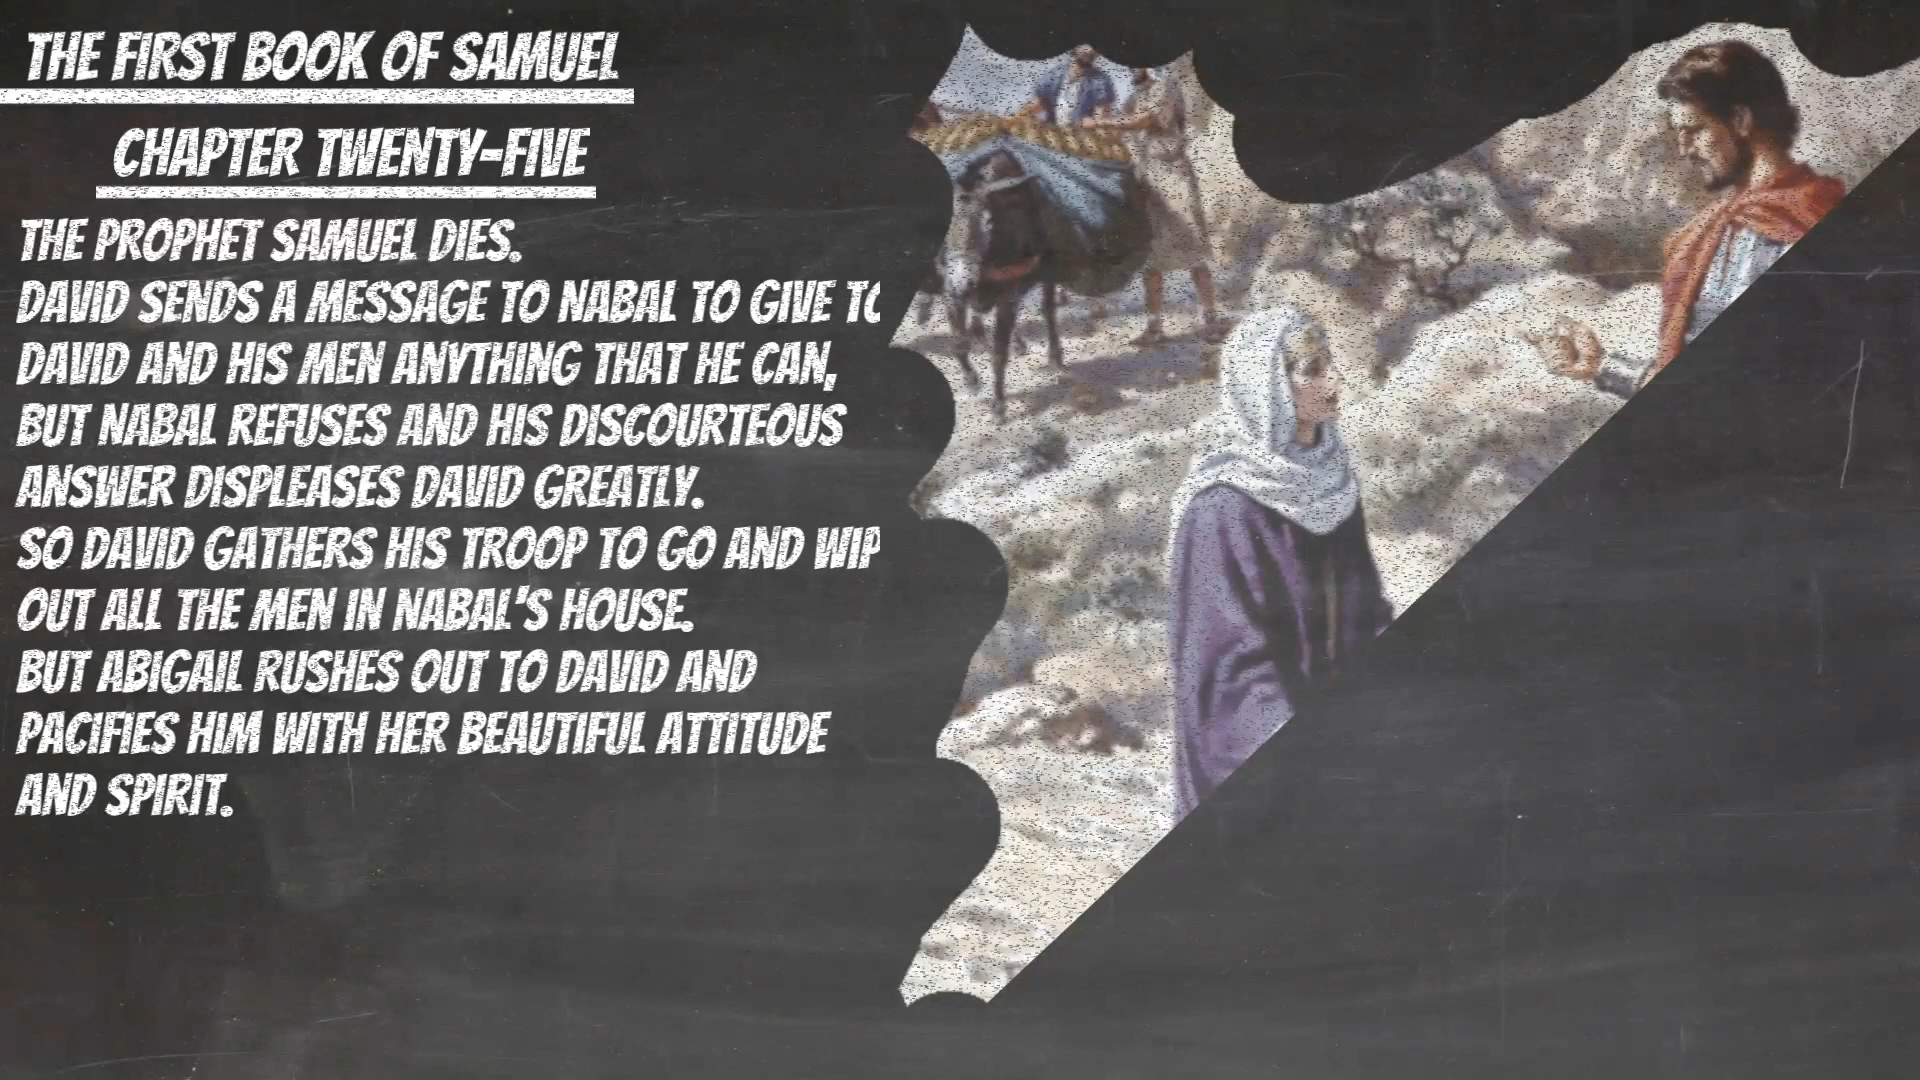 THE FIRST BOOK OF SAMUEL
CHAPTER TWENTY-FIVE
THE PROPHET SAMUEL DIES.
DAVID SENDS A MESSAGE TO NABAL TO GIVE TO
DAVID AND HIS MEN ANYTHING THAT HE CAN,
BUT NABAL REFUSES AND HIS DISCOURTEOUS
ANSWER DISPLEASES DAVID GREATLY.
SO DAVID GATHERS HIS TROOP TO GO AND WIP
OUT ALL THE MEN IN NABAL'S HOUSE.
BUT ABIGAIL RUSHES OUT TO DAVID AND
PACIFIES HIM WITH HER BEAUTIFUL ATTITUDE
AND SPIRIT.